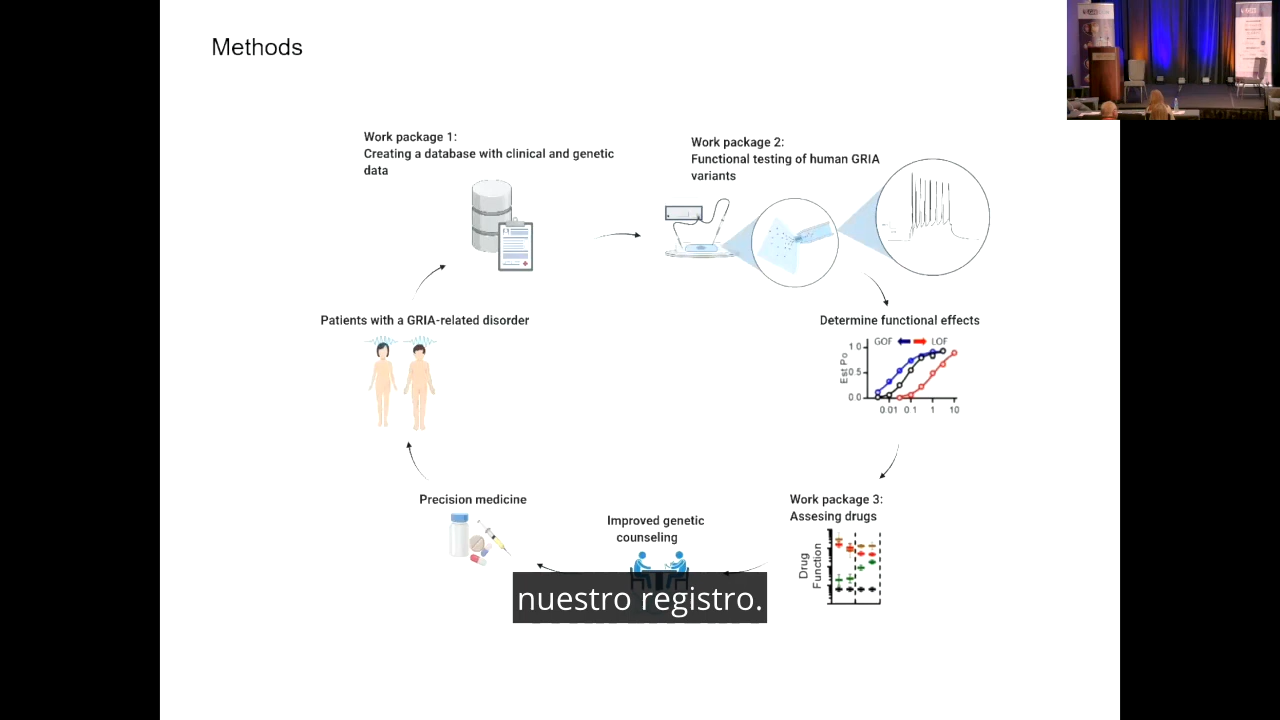 Methods
Work package 1:
Creating a database with clinical and genetic
data
Work package 2:
Functional testing of human GRIA
variants
Patients with a GRIA-related disorder
Determine functional effects
GOF
LOF
Est Po
1 0
0.5
0.0
0 01 0.1 1 10
Precision medicine
Improved genetic
counseling
Work package 3:
Assesing drugs
Drug
Function
nuestro registro.